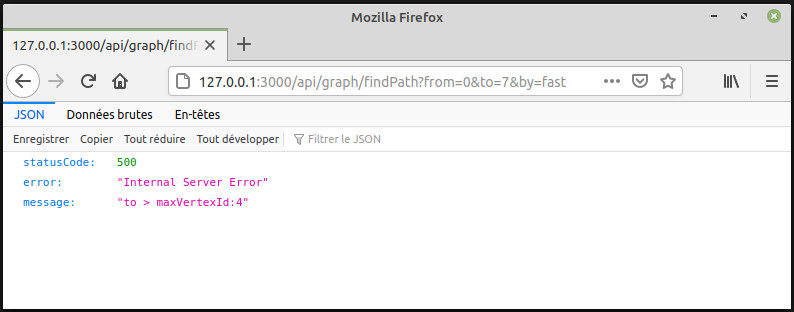 Mozilla Firefox
127.0.0.1:3000/api/graph/findP
127.0.0.1:3000/api/graph/findPath?from=0&to=7&by=fast
JSON Données brutes En-têtes
Enregistrer Copier Tout réduire Tout développer Filtrer le JSON
statusCode: 500
error: "Internal Server Error"
message: "to > maxVertexId:4"